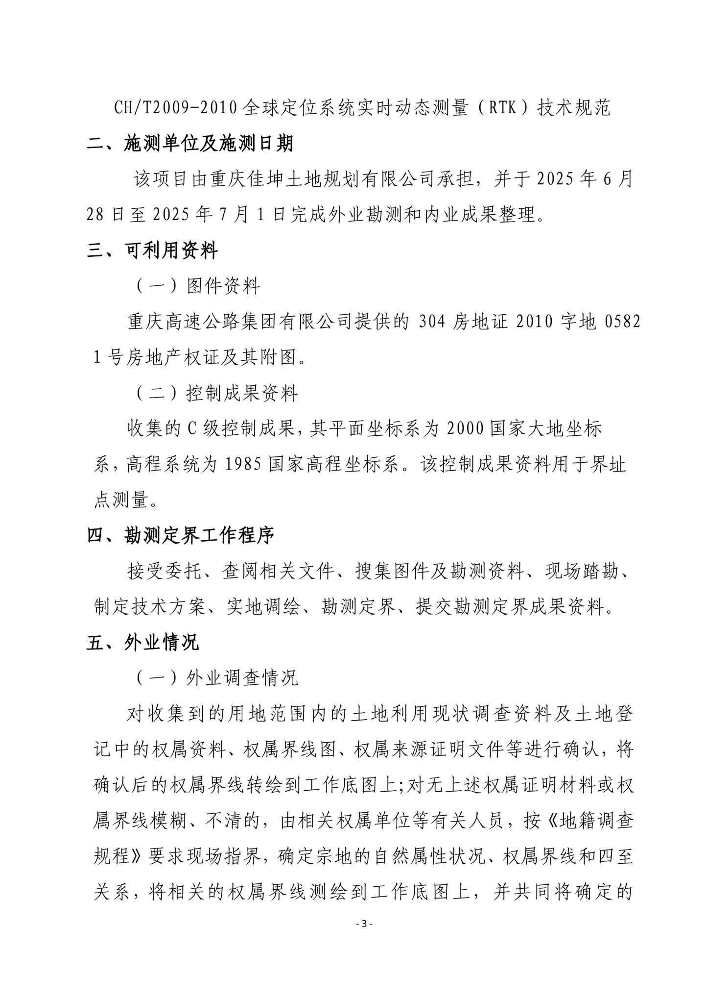 CH/T2009-2010 全球定位系统实时动态测量（RTK）技术规范
二、施测单位及施测日期
该项目由重庆佳坤土地规划有限公司承担，并于 2025 年 6 月
28 日至 2025 年 7 月 1 日完成外业勘测和内业成果整理。
三、可利用资料
（一）图件资料
重庆高速公路集团有限公司提供的 304 房地证 2010 字地 0582
1 号房地产权证及其附图。
（二）控制成果资料
收集的 C 级控制成果，其平面坐标系为 2000 国家大地坐标
系，高程系统为 1985 国家高程坐标系。该控制成果资料用于界址
点测量。
四、勘测定界工作程序
接受委托、查阅相关文件、搜集图件及勘测资料、现场踏勘、
制定技术方案、实地调绘、勘测定界、提交勘测定界成果资料。
五、外业情况
（一）外业调查情况
对收集到的用地范围内的土地利用现状调查资料及土地登
记中的权属资料、权属界线图、权属来源证明文件等进行确认，将
确认后的权属界线转绘到工作底图上;对无上述权属证明材料或权
属界线模糊、不清的，由相关权属单位等有关人员，按《地籍调查
规程》要求现场指界，确定宗地的自然属性状况、权属界线和四至
关系，将相关的权属界线测绘到工作底图上，并共同将确定的
- 3 -